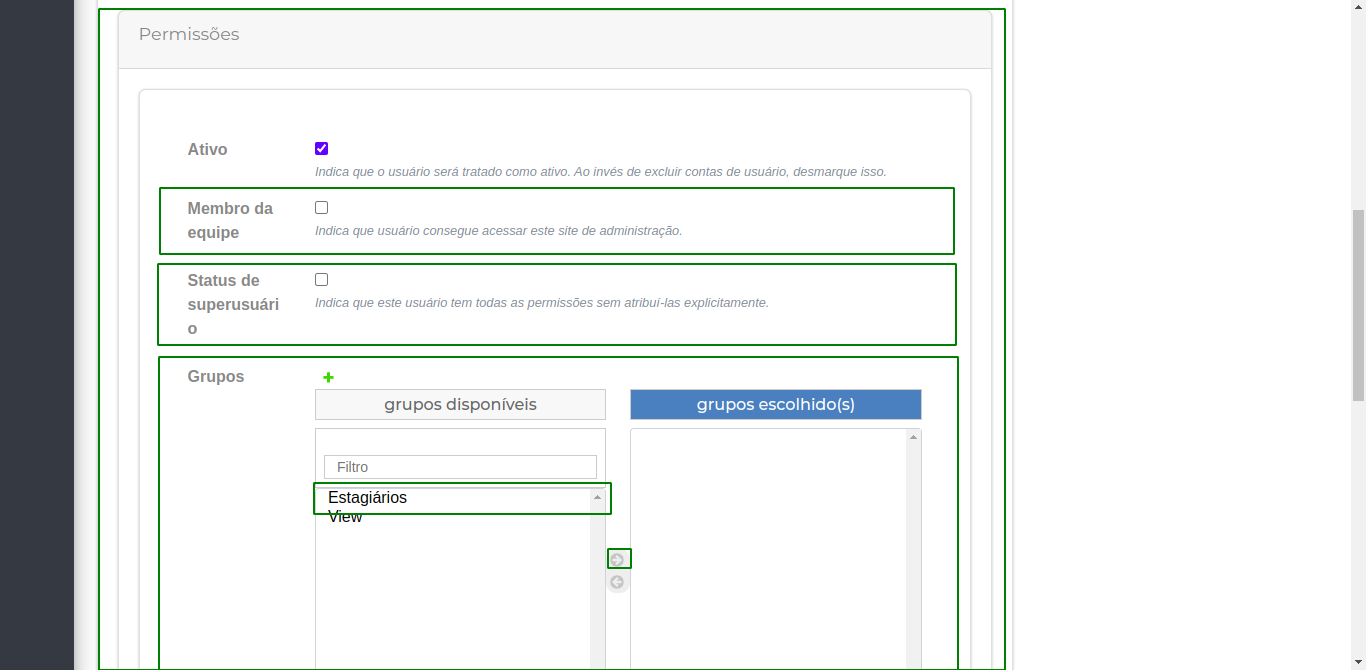 Permissões
Ativo
Indica que o usuário será tratado como ativo. Ao invés de excluir contas de usuário, desmarque isso.
Membro da
equipe
Indica que usuário consegue acessar este site de administração.
Status de
superusuári
o
Indica que este usuário tem todas as permissões sem atribuí-las explicitamente.
Grupos
grupos disponíveis
grupos escolhido(s)
Filtro
Estagiários
View